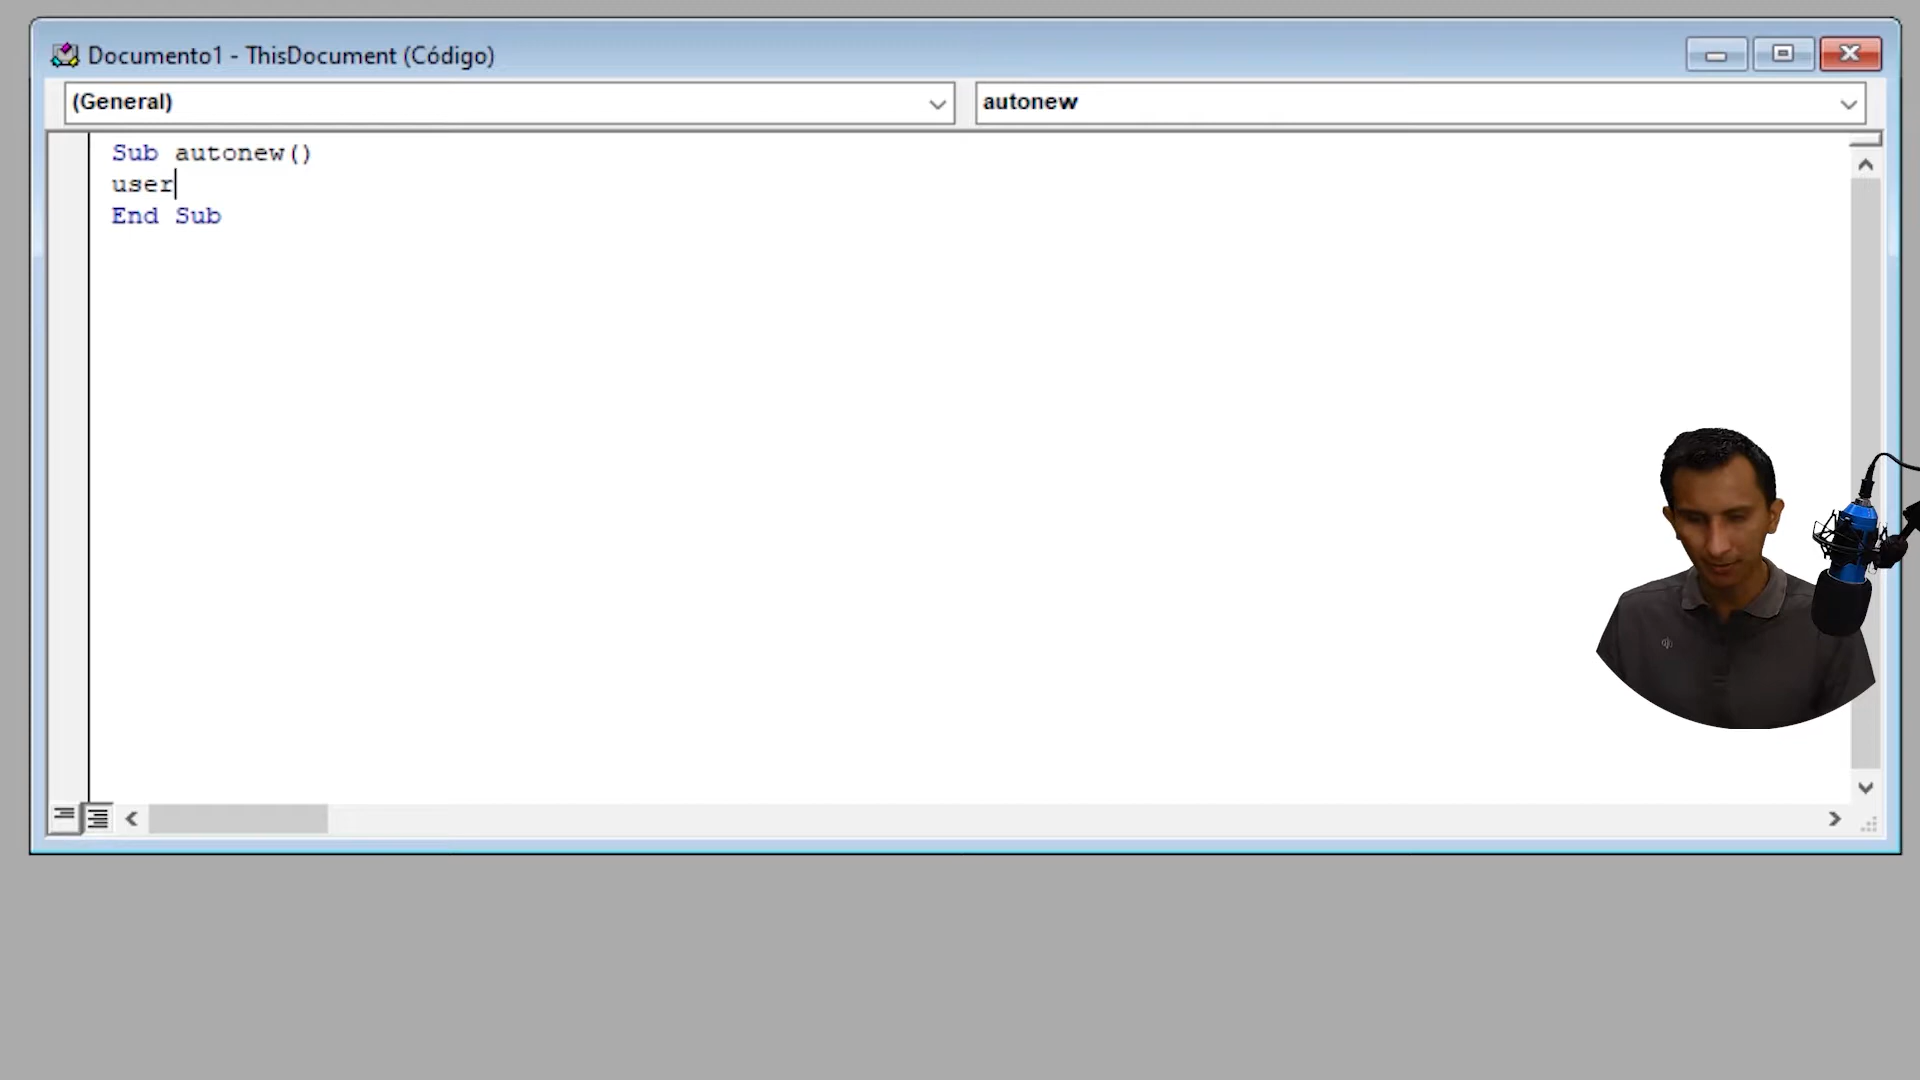 Documento1 - ThisDocument (Código)
(General)
autonew
Sub autonew()
user
End Sub